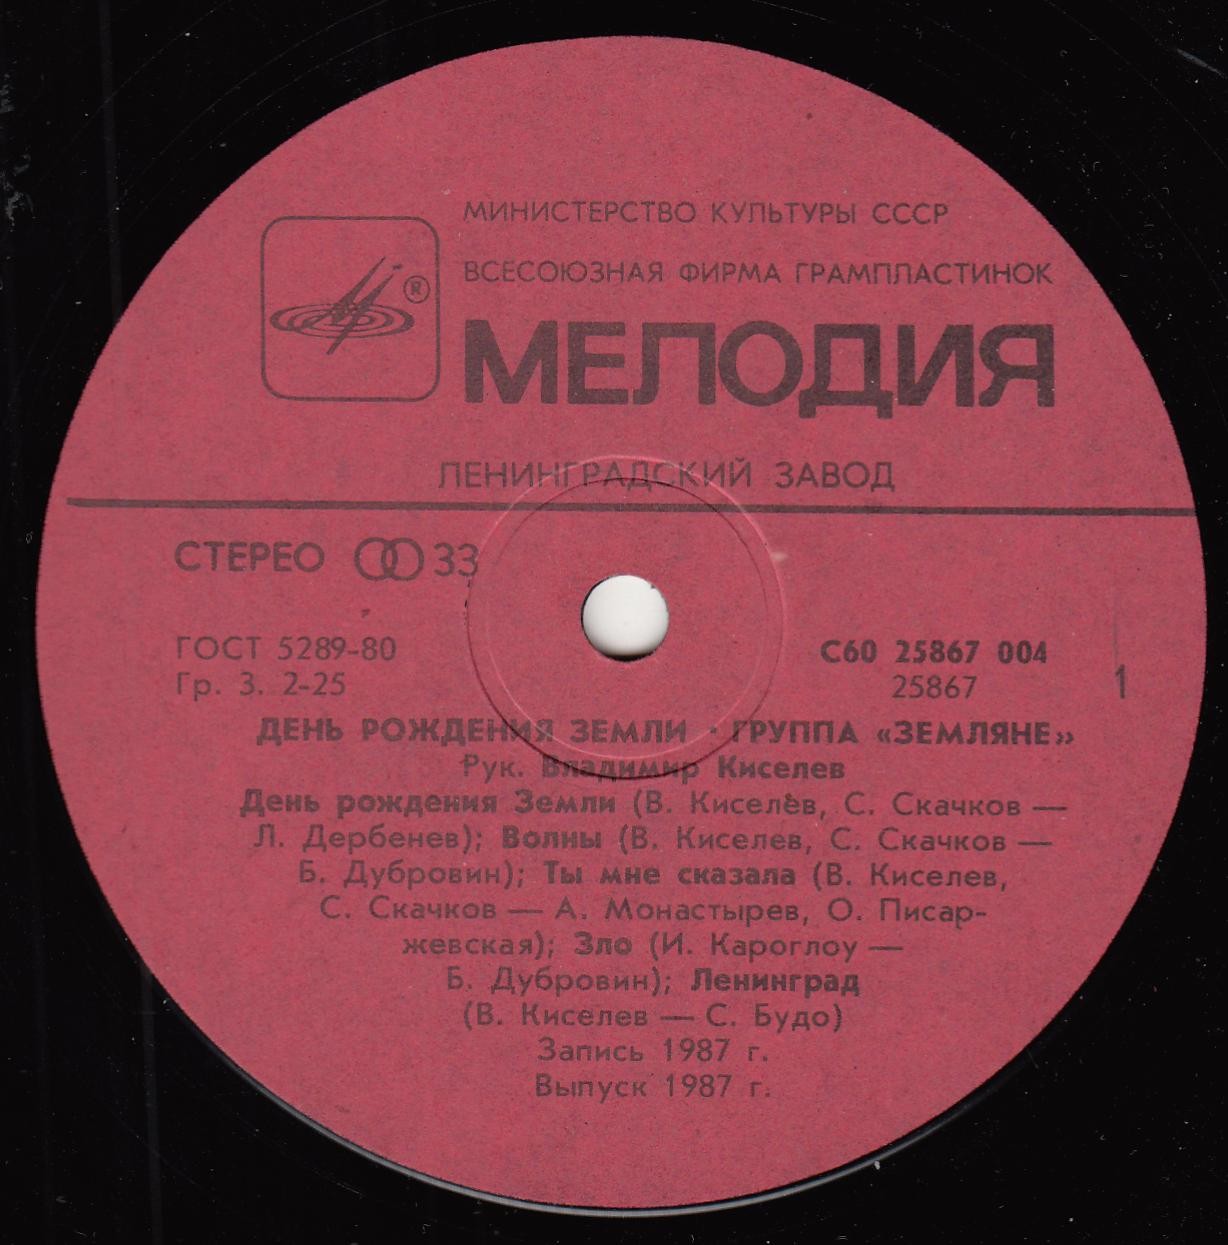 МИНИСТЕРСТВО КУЛЬТУРЫ СССР
ВСЕСОЮЗНАЯ ФИРМА ГРАМПЛАСТИНОК
®
МЕЛОДИЯ
ЛЕНИНГРАДСКИЙ ЗАВОД
СТЕРЕО 33
ГОСТ 5289-80 С60 25867 004
Гр. 3. 2-25 25867 1
ДЕНЬ РОЖДЕНИЯ ЗЕМЛИ · ГРУППА «ЗЕМЛЯНЕ»
Рук. Владимир Киселев
День рождения Земли (В. Киселёв, С. Скачков —
Л. Дербенев); Волны (В. Киселев, С. Скачков —
Б. Дубровин); Ты мне сказала (В. Киселев,
С. Скачков — А. Монастырев, О. Писар-
жевская); Зло (И. Кароглоу —
Б. Дубровин); Ленинград
(В. Киселев — С. Будо)
Запись 1987 г.
Выпуск 1987 г.